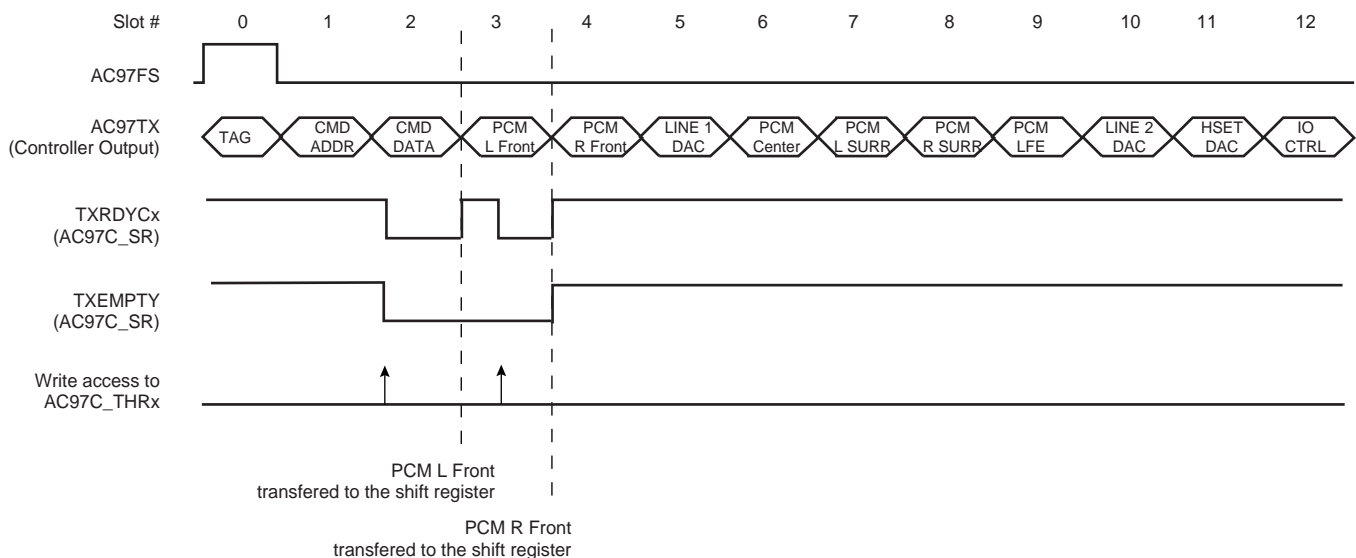 Slot # 0 1 2 3 4 5 6 7 8 9 10 11 12
AC97FS
AC97TX
(Controller Output)
TAG
CMD
ADDR
CMD
DATA
PCM
L Front
PCM
R Front
LINE 1
DAC
PCM
Center
PCM
L SURR
PCM
R SURR
PCM
LFE
LINE 2
DAC
HSET
DAC
IO
CTRL
TXRDYCx
(AC97C_SR)
TXEMPTY
(AC97C_SR)
Write access to
AC97C_THRx
PCM L Front
transfered to the shift register
PCM R Front
transfered to the shift register